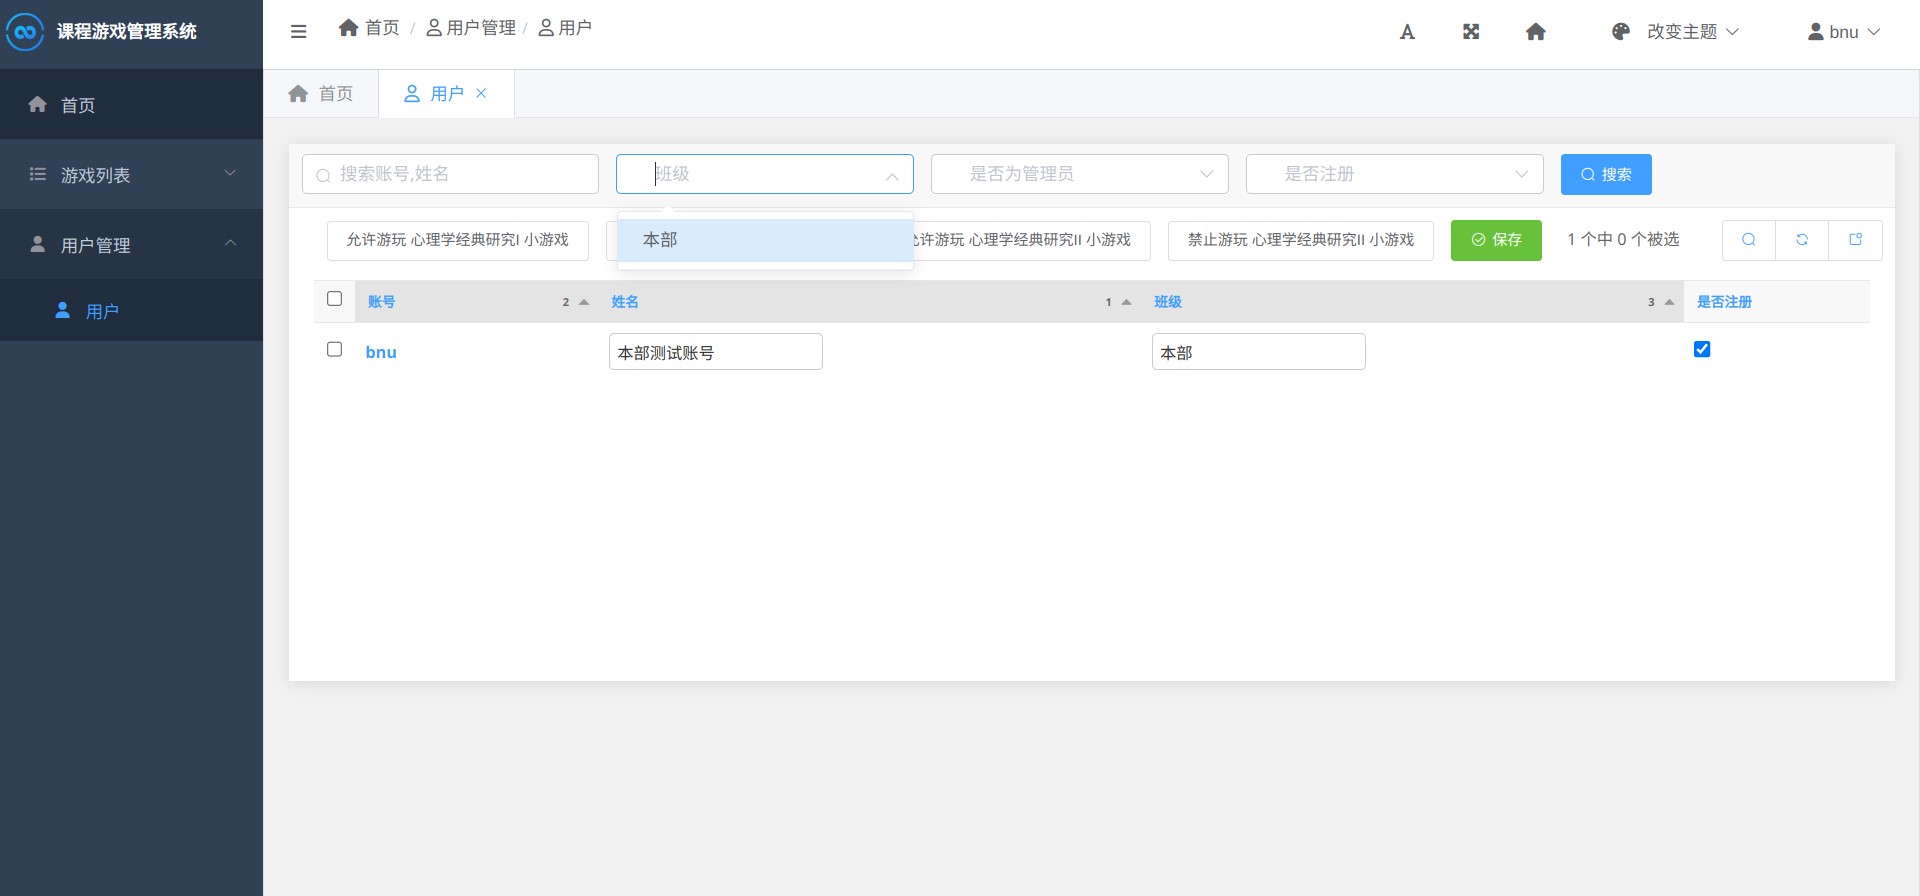 课程游戏管理系统
首页 / 用户管理 / 用户
改变主题
bnu
首页
游戏列表
用户管理
用户
首页
用户
搜索账号,姓名
班级
是否为管理员
是否注册
搜索
本部
允许游玩 心理学经典研究I 小游戏
许游玩 心理学经典研究II 小游戏
禁止游玩 心理学经典研究II 小游戏
保存
1 个中 0 个被选
账号 2
姓名 1
班级 3
是否注册
bnu
本部测试账号
本部